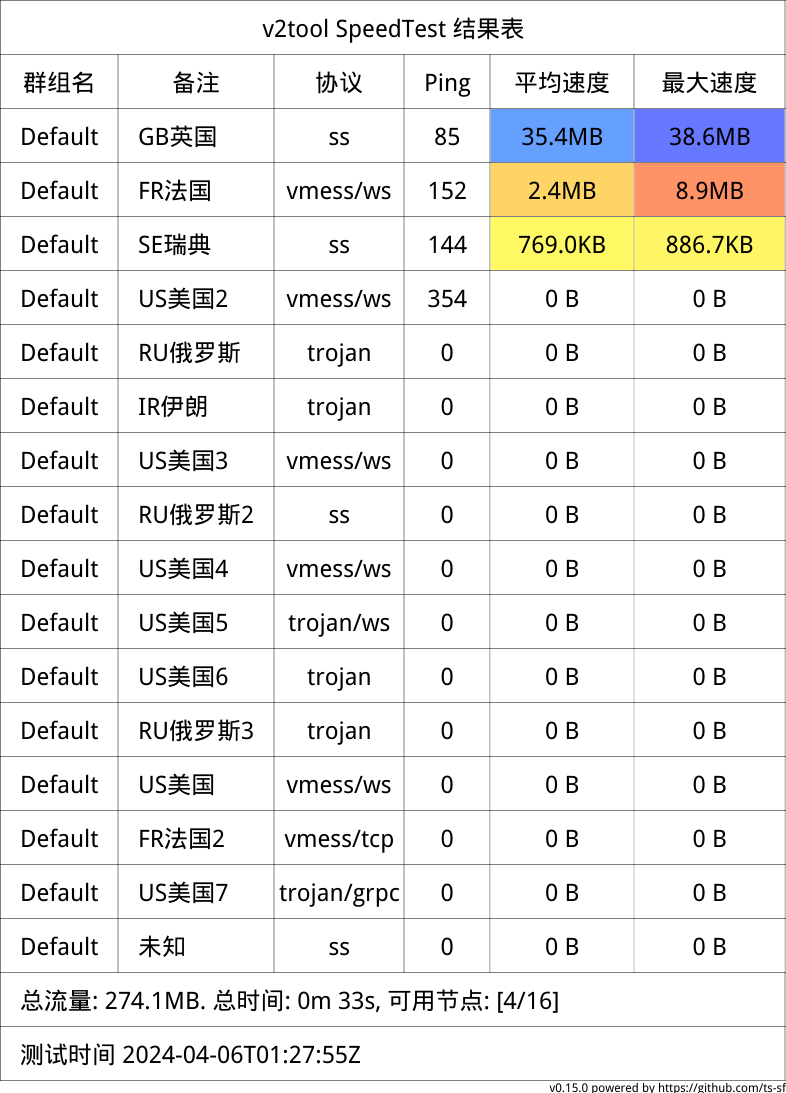 v2tool SpeedTest 结果表
群组名 备注 协议 Ping 平均速度 最大速度
Default GB英国 ss 85 35.4MB 38.6MB
Default FR法国 vmess/ws 152 2.4MB 8.9MB
Default SE瑞典 ss 144 769.0KB 886.7KB
Default US美国2 vmess/ws 354 0 B 0 B
Default RU俄罗斯 trojan 0 0 B 0 B
Default IR伊朗 trojan 0 0 B 0 B
Default US美国3 vmess/ws 0 0 B 0 B
Default RU俄罗斯2 ss 0 0 B 0 B
Default US美国4 vmess/ws 0 0 B 0 B
Default US美国5 trojan/ws 0 0 B 0 B
Default US美国6 trojan 0 0 B 0 B
Default RU俄罗斯3 trojan 0 0 B 0 B
Default US美国 vmess/ws 0 0 B 0 B
Default FR法国2 vmess/tcp 0 0 B 0 B
Default US美国7 trojan/grpc 0 0 B 0 B
Default 未知 ss 0 0 B 0 B
总流量: 274.1MB. 总时间: 0m 33s, 可用节点: [4/16]
测试时间 2024-04-06T01:27:55Z
v0.15.0 powered by https://github.com/ts-sf